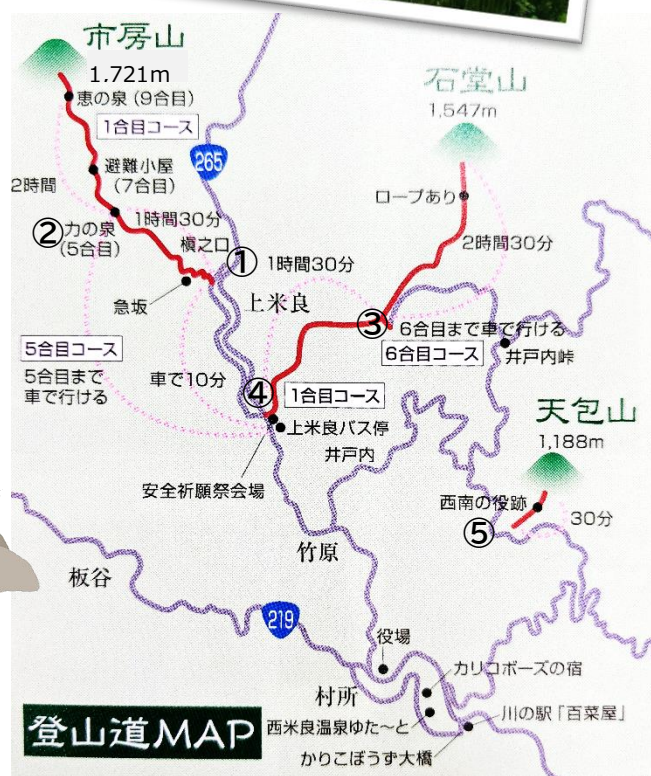 市房山
1.721m
恵の泉（9合目）
1合目コース
避難小屋
（7合目）
2時間
②
力の泉
（5合目）
1時間30分
槇之口
①
急坂
5合目コース
5合目まで
車で行ける
車で10分
265
上米良
石堂山
1,547m
ロープあり
2時間30分
1時間30分
③
6合目まで車で行ける
6合目コース
井戸内峠
④
1合目コース
上米良バス停
井戸内
安全祈願祭会場
天包山
1,188m
西南の役跡
⑤
30分
竹原
板谷
219
役場
村所
カリコボーズの宿
西米良温泉ゆた〜と
川の駅「百菜屋」
かりこぼうず大橋
登山道MAP